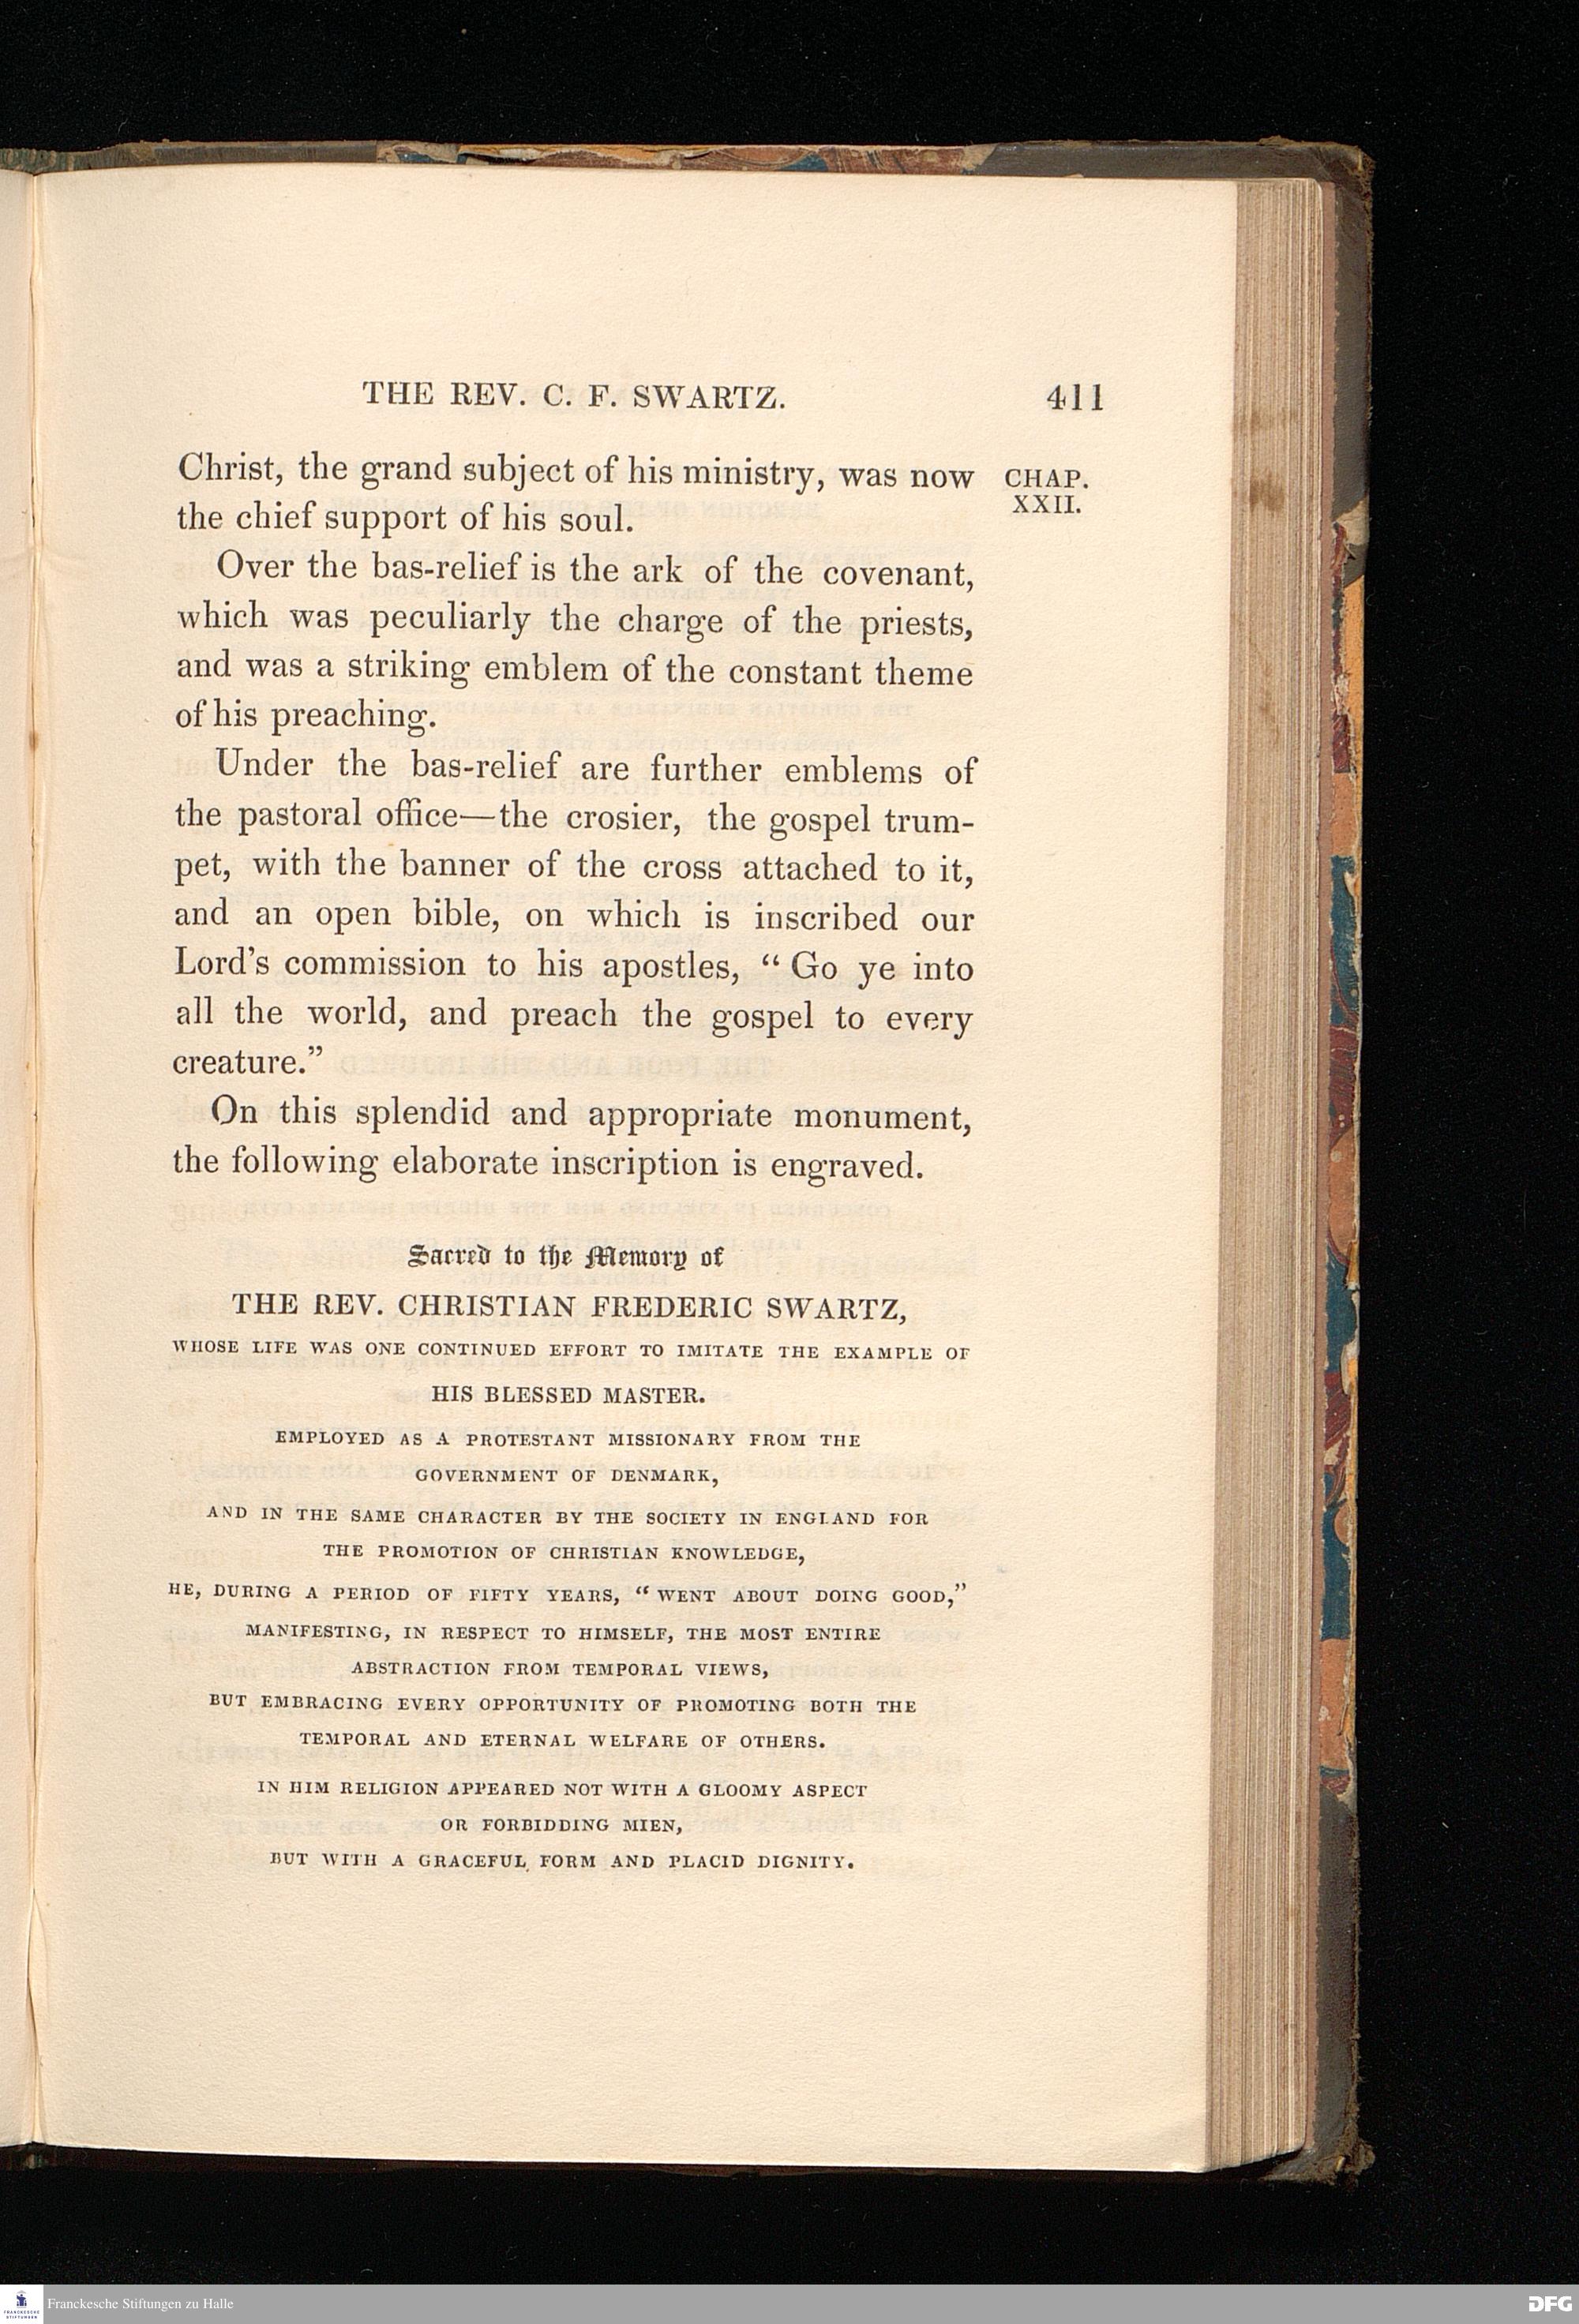 THE REV. C. F. SWARTZ. 411
Christ, the grand subject of his ministry, was now
the chief support of his soul.
CHAP.
XXII.
Over the bas-relief is the ark of the covenant,
which was peculiarly the charge of the priests,
and was a striking emblem of the constant theme
of his preaching.
Under the bas-relief are further emblems of
the pastoral office—the crosier, the gospel trum-
pet, with the banner of the cross attached to it,
and an open bible, on which is inscribed our
Lord's commission to his apostles, “Go ye into
all the world, and preach the gospel to every
creature.”
On this splendid and appropriate monument,
the following elaborate inscription is engraved.
Sacred to the Memory of
THE REV. CHRISTIAN FREDERIC SWARTZ,
WHOSE LIFE WAS ONE CONTINUED EFFORT TO IMITATE THE EXAMPLE OF
HIS BLESSED MASTER.
EMPLOYED AS A PROTESTANT MISSIONARY FROM THE
GOVERNMENT OF DENMARK,
AND IN THE SAME CHARACTER BY THE SOCIETY IN ENGLAND FOR
THE PROMOTION OF CHRISTIAN KNOWLEDGE,
HE, DURING A PERIOD OF FIFTY YEARS, “WENT ABOUT DOING GOOD,”
MANIFESTING, IN RESPECT TO HIMSELF, THE MOST ENTIRE
ABSTRACTION FROM TEMPORAL VIEWS,
BUT EMBRACING EVERY OPPORTUNITY OF PROMOTING BOTH THE
TEMPORAL AND ETERNAL WELFARE OF OTHERS.
IN HIM RELIGION APPEARED NOT WITH A GLOOMY ASPECT
OR FORBIDDING MIEN,
BUT WITH A GRACEFUL FORM AND PLACID DIGNITY.
FRANCKESCHE
STIFTUNGEN
Franckesche Stiftungen zu Halle
DFG